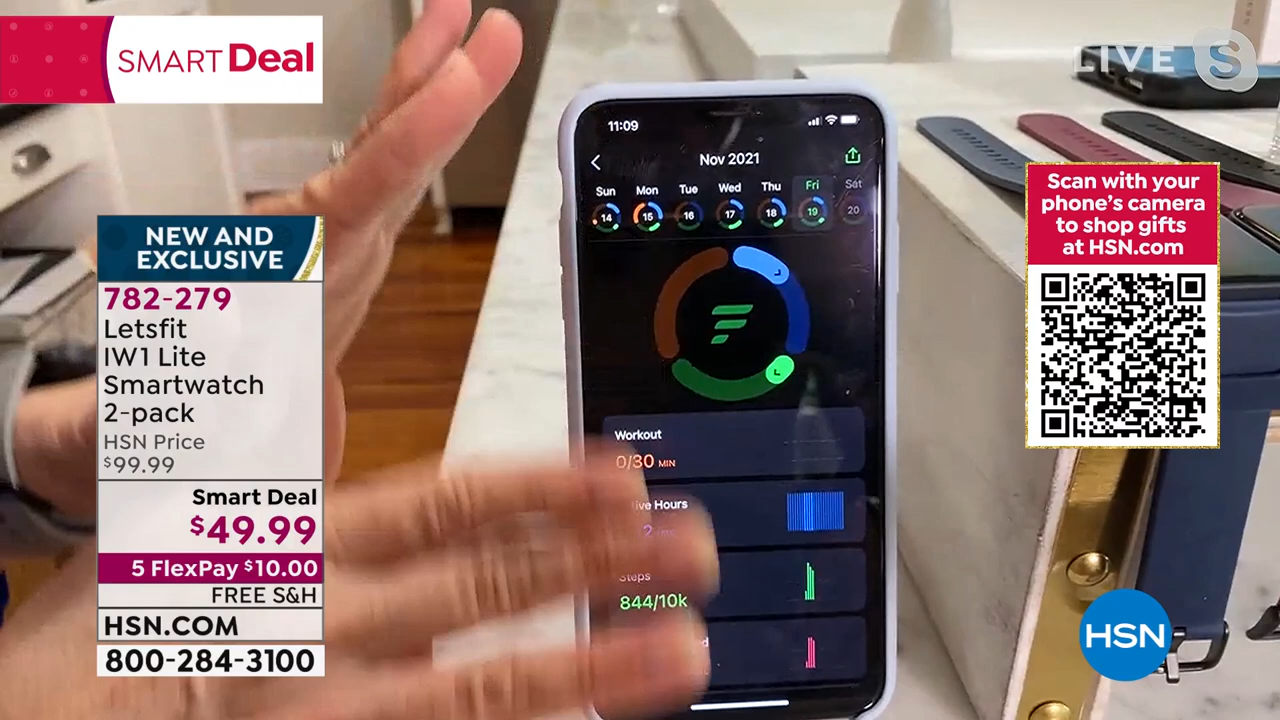 SMART Deal
NEW AND
EXCLUSIVE
782-279
Letsfit
IW1 Lite
Smartwatch
2-pack
HSN Price
$99.99
Smart Deal
$49.99
5 FlexPay $10.00
FREE S&H
HSN.COM
800-284-3100
11:09
Nov 2021
Sun Mon Tue Wed Thu Fri Sat
14 15 16 17 18 19 20
Workout
0/30 MIN
Hours
Steps
844/10k
LIVE S
Scan with your
phone's camera
to shop gifts
at HSN.com
HSN